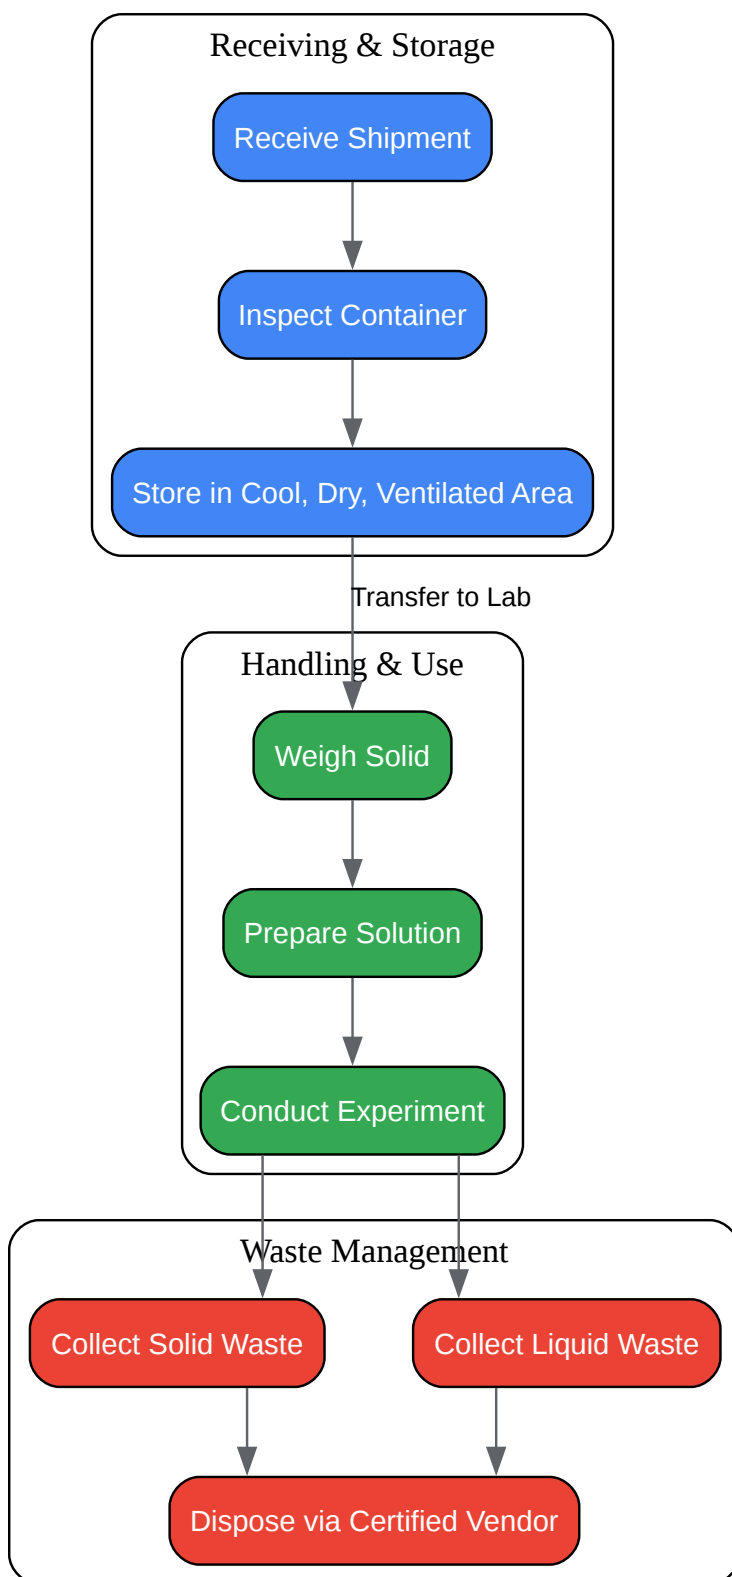 Receiving & Storage
Receive Shipment
Inspect Container
Store in Cool, Dry, Ventilated Area
Transfer to Lab
Handling & Use
Weigh Solid
Prepare Solution
Conduct Experiment
Waste Management
Collect Solid Waste
Collect Liquid Waste
Dispose via Certified Vendor